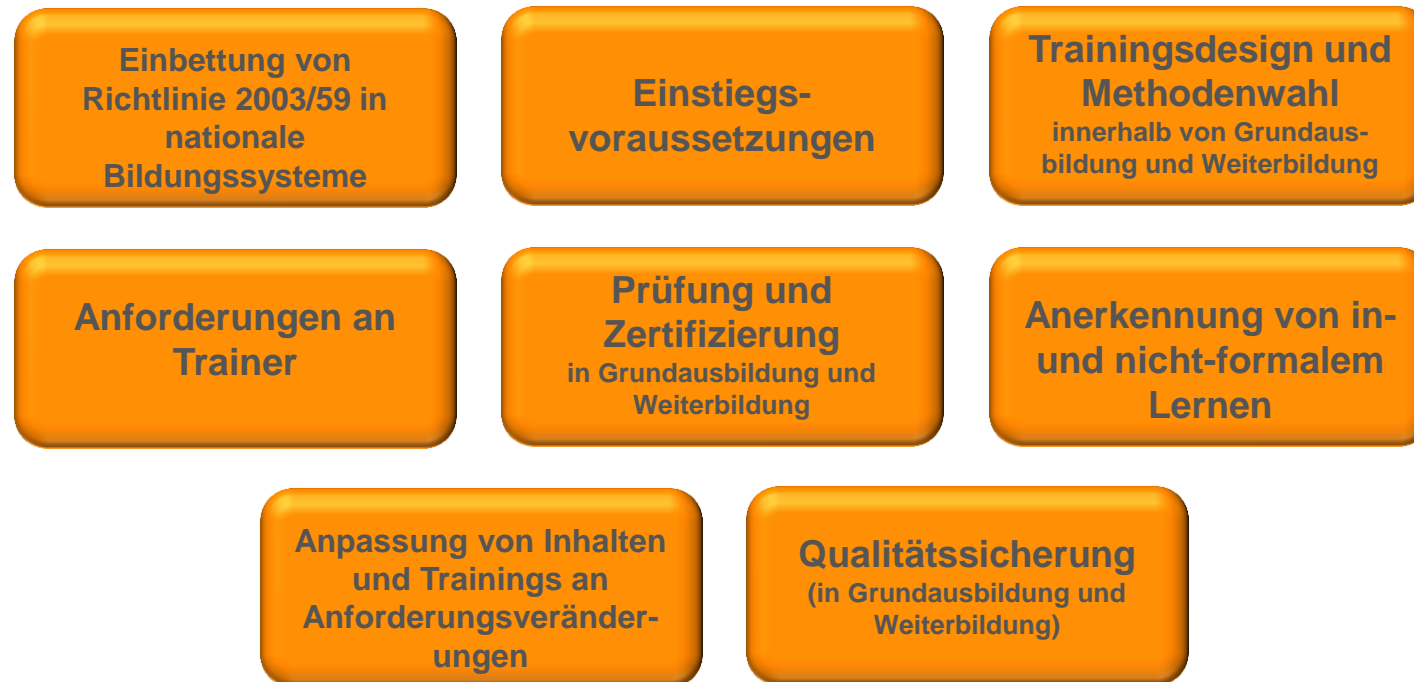 Einbettung von
Richtlinie 2003/59 in
nationale
Bildungssysteme
Einstiegs-
voraussetzungen
Trainingsdesign und
Methodenwahl
innerhalb von Grundaus-
bildung und Weiterbildung
Anforderungen an
Trainer
Prüfung und
Zertifizierung
in Grundausbildung und
Weiterbildung
Anerkennung von in-
und nicht-formalem
Lernen
Anpassung von Inhalten
und Trainings an
Anforderungsveränder-
ungen
Qualitätssicherung
(in Grundausbildung und
Weiterbildung)